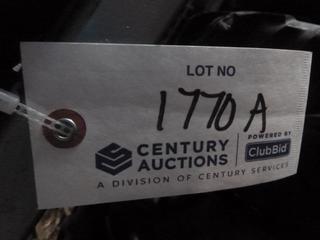 LOT NO
1770A
CENTURY AUCTIONS
POWERED BY
ClubBid
A DIVISION OF CENTURY SERVICES